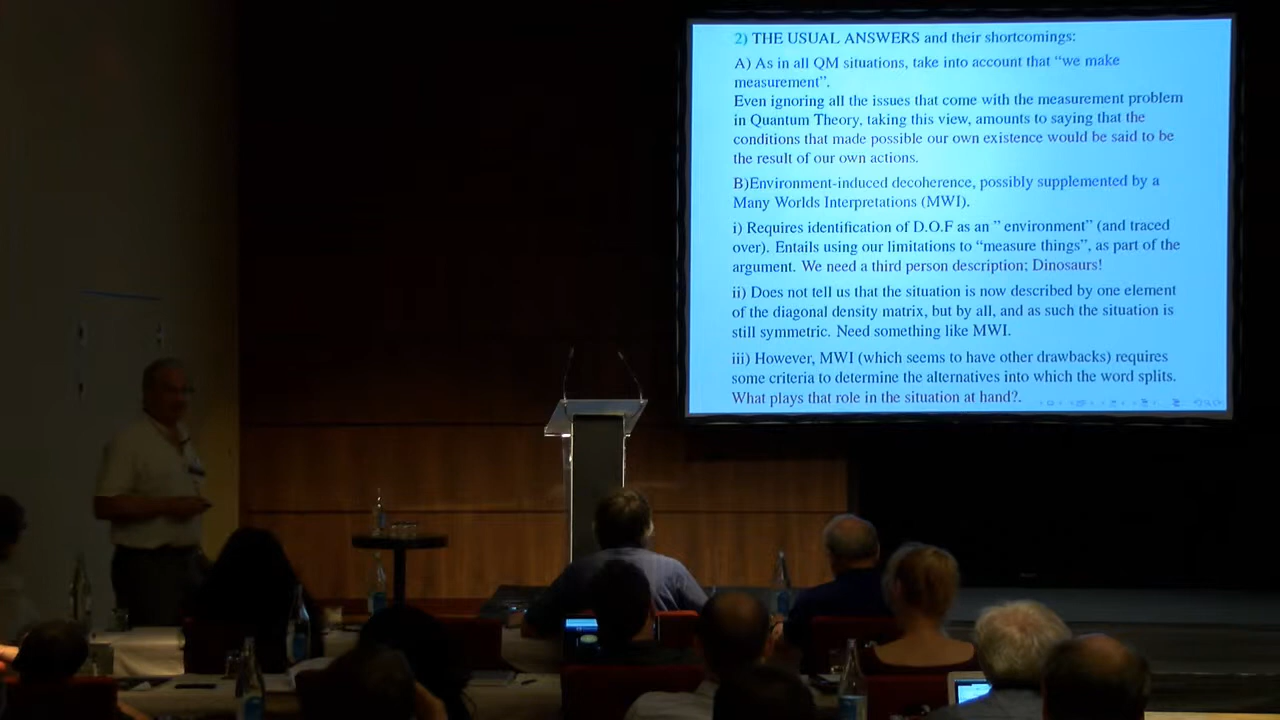 2) THE USUAL ANSWERS and their shortcomings:
A) As in all QM situations, take into account that “we make
measurement”.
Even ignoring all the issues that come with the measurement problem
in Quantum Theory, taking this view, amounts to saying that the
conditions that made possible our own existence would be said to be
the result of our own actions.
B)Environment-induced decoherence, possibly supplemented by a
Many Worlds Interpretations (MWI).
i) Requires identification of D.O.F as an ” environment” (and traced
over). Entails using our limitations to “measure things”, as part of the
argument. We need a third person description; Dinosaurs!
ii) Does not tell us that the situation is now described by one element
of the diagonal density matrix, but by all, and as such the situation is
still symmetric. Need something like MWI.
iii) However, MWI (which seems to have other drawbacks) requires
some criteria to determine the alternatives into which the word splits.
What plays that role in the situation at hand?.